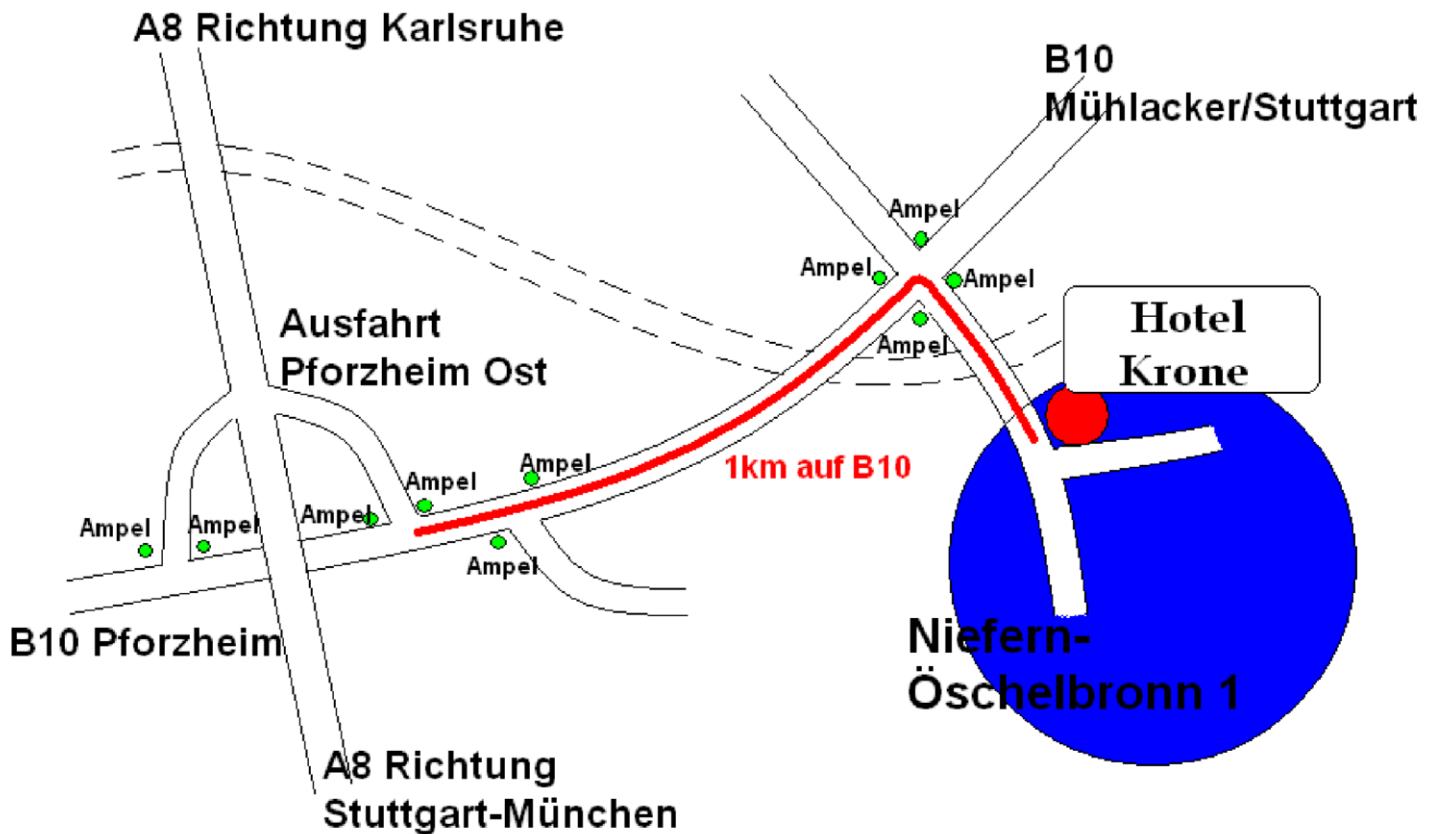 A8 Richtung Karlsruhe
B10
Mühlacker/Stuttgart
Ampel
Ampel
Ampel
Hotel
Krone
Ausfahrt
Pforzheim Ost
Ampel
1km auf B10
Ampel
Ampel
Ampel
Ampel
Ampel
Ampel
B10 Pforzheim
Niefern-
Öschelbronn 1
A8 Richtung
Stuttgart-München